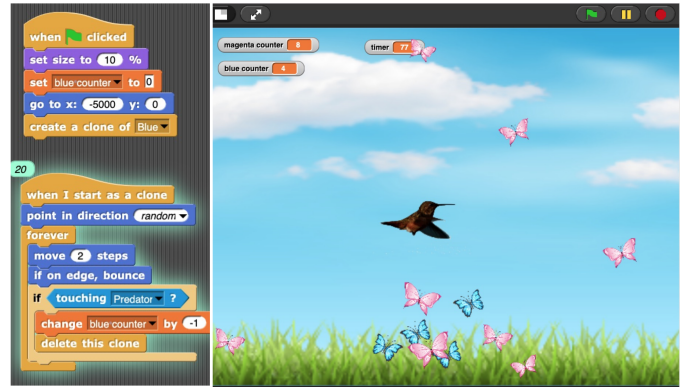 when clicked
set size to 10 %
set blue counter to 0
go to x: -5000 y: 0
create a clone of Blue
20
when I start as a clone
point in direction random
forever
move 2 steps
if on edge, bounce
if touching Predator ?
change blue counter by -1
delete this clone
magenta counter 8
timer 77
blue counter 4